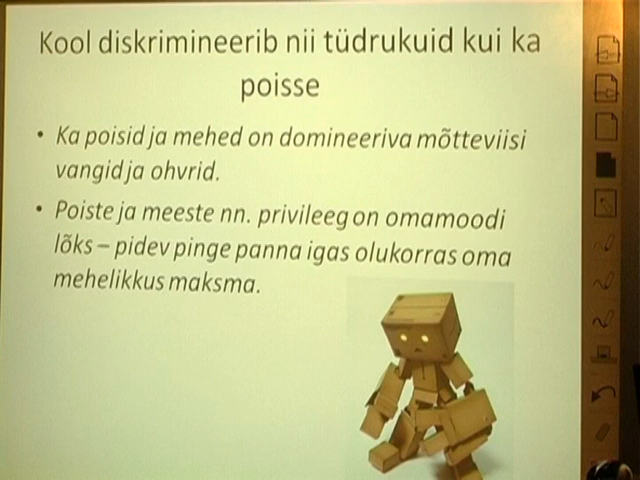 Kool diskrimineerib nii tüdrukuid kui ka
poisse
• Ka poisid ja mehed on domineeriva mõtteviisi
vangid ja ohvrid.
• Poiste ja meeste nn. privileeg on omamoodi
lõks – pidev pinge panna igas olukorras oma
mehelikkus maksma.